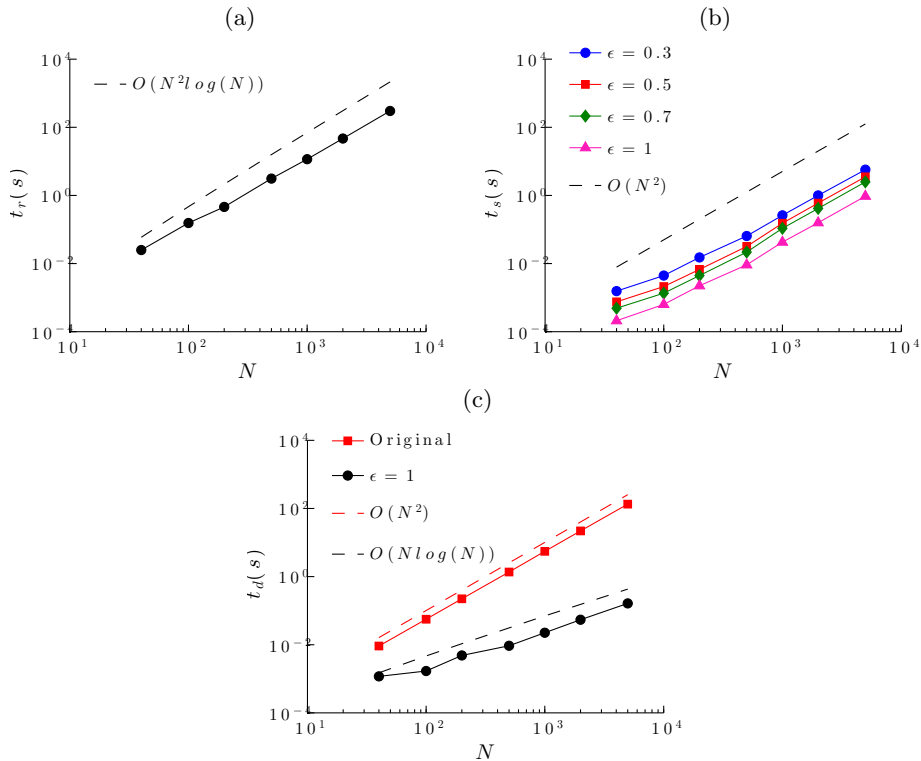 (a)
10^4
10^2
10^0
10^-2
10^-4
t_r(s)
O(N^2log(N))
10^1
10^2
10^3
10^4
N
(b)
10^4
10^2
10^0
10^-2
10^-4
t_s(s)
ϵ = 0.3
ϵ = 0.5
ϵ = 0.7
ϵ = 1
O(N^2)
10^1
10^2
10^3
10^4
N
(c)
10^4
10^2
10^0
10^-2
10^-4
t_d(s)
Original
ϵ = 1
O(N^2)
O(Nlog(N))
10^1
10^2
10^3
10^4
N